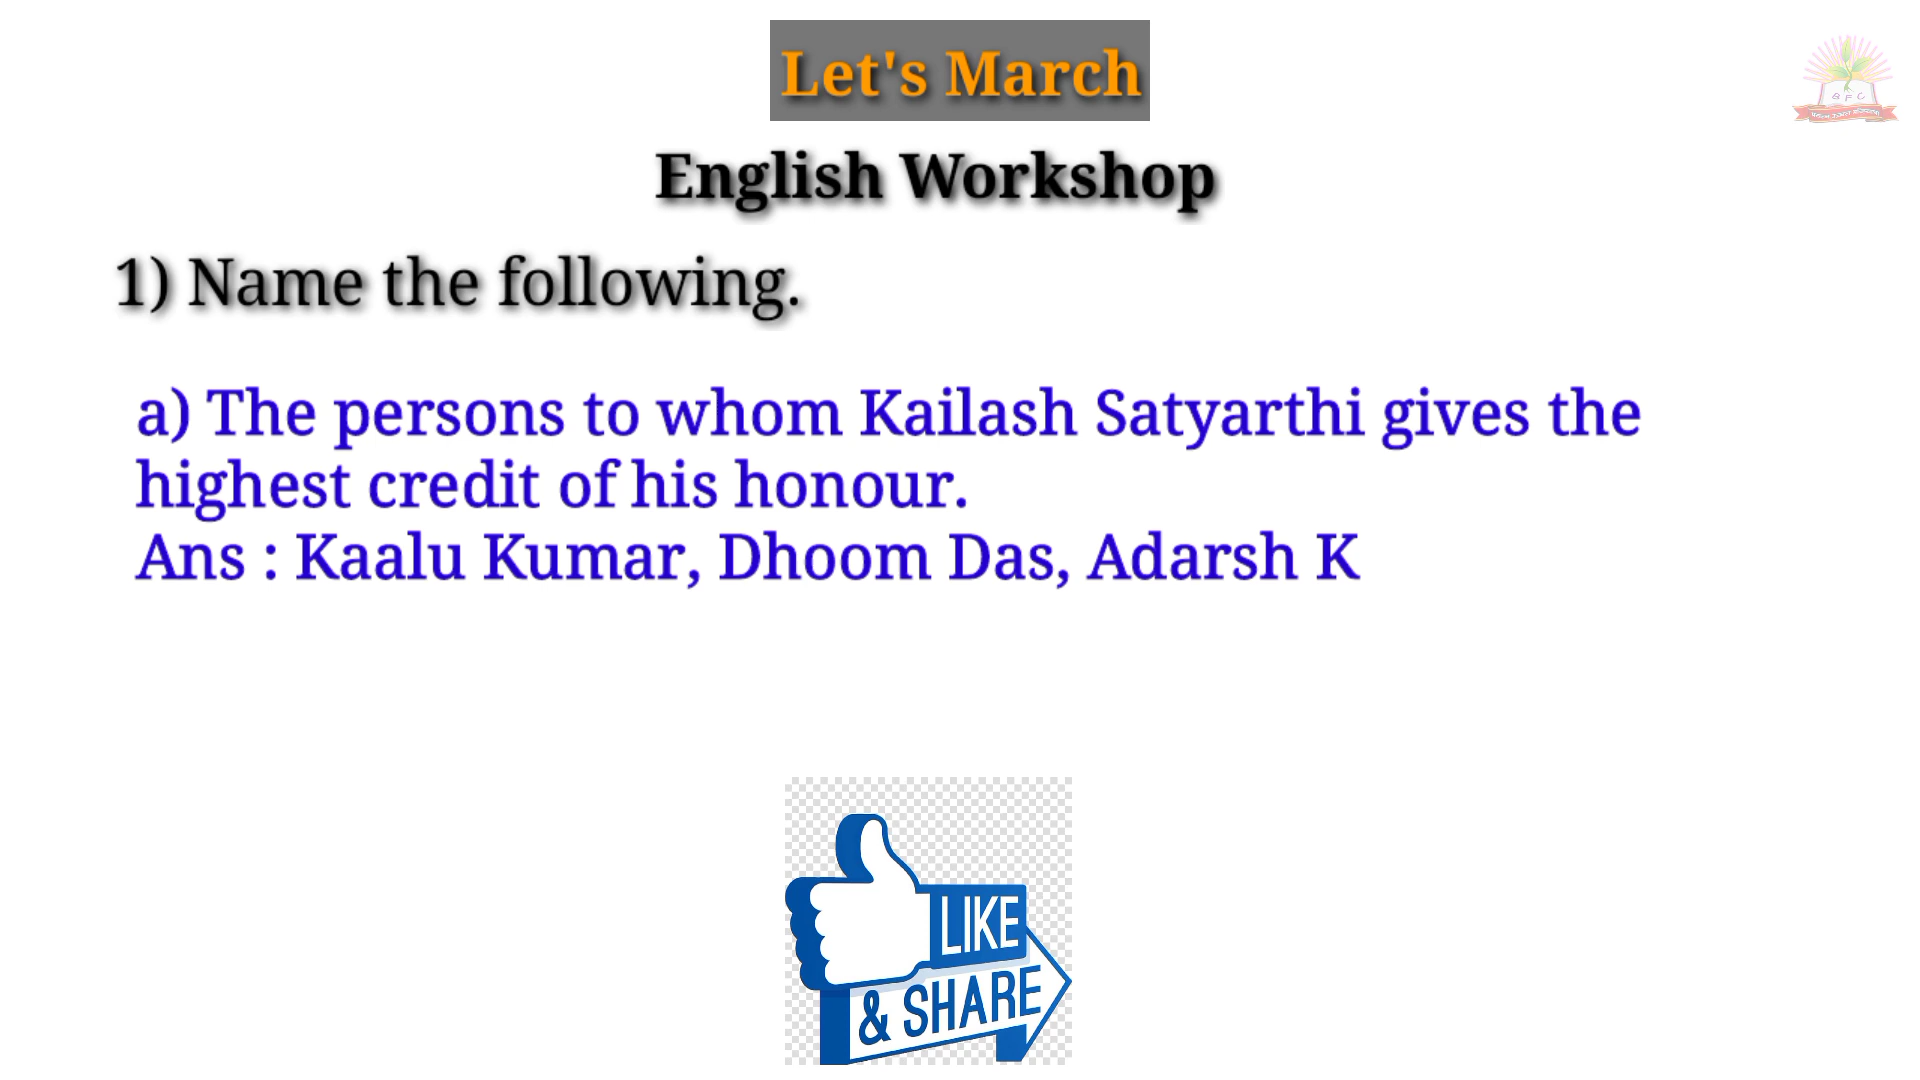 Let's March
English Workshop
1) Name the following.
a) The persons to whom Kailash Satyarthi gives the
highest credit of his honour.
Ans : Kaalu Kumar, Dhoom Das, Adarsh K
LIKE
& SHARE